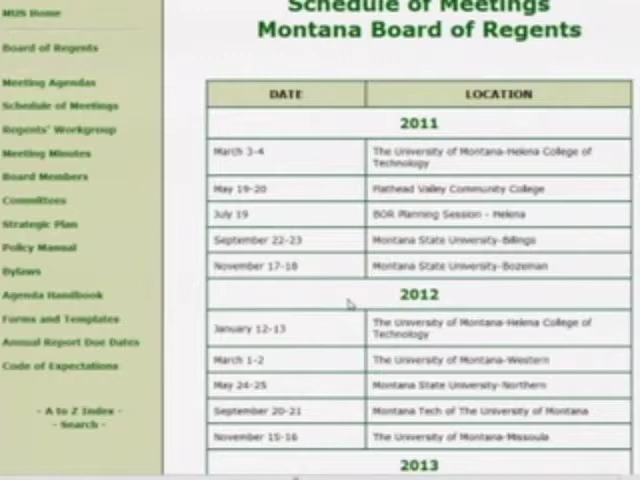 MUS Home
Board of Regents
Meeting Agendas
Schedule of Meetings
Regents' Workgroup
Meeting Minutes
Board Members
Committees
Strategic Plan
Policy Manual
Bylaws
Agenda Handbook
Forms and Templates
Annual Report Due Dates
Code of Expectations
- A to Z Index -
- Search -
Schedule of Meetings
Montana Board of Regents
DATE LOCATION
2011
March 3-4 The University of Montana-Helena College of
Technology
May 19-20 Flathead Valley Community College
July 19 BOR Planning Session - Helena
September 22-23 Montana State University-Billings
November 17-18 Montana State University-Bozeman
2012
January 12-13 The University of Montana-Helena College of
Technology
March 1-2 The University of Montana-Western
May 24-25 Montana State University-Northern
September 20-21 Montana Tech of The University of Montana
November 15-16 The University of Montana-Missoula
2013